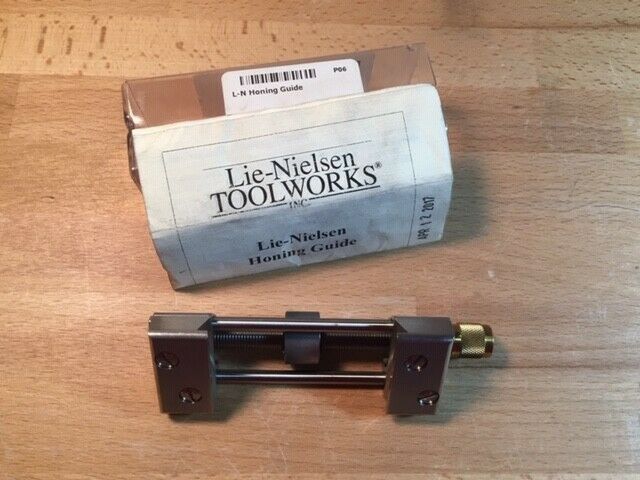 P06
L-N Honing Guide
Lie-Nielsen
TOOLWORKS®
INC
Lie-Nielsen
Honing Guide
APR 12 2017